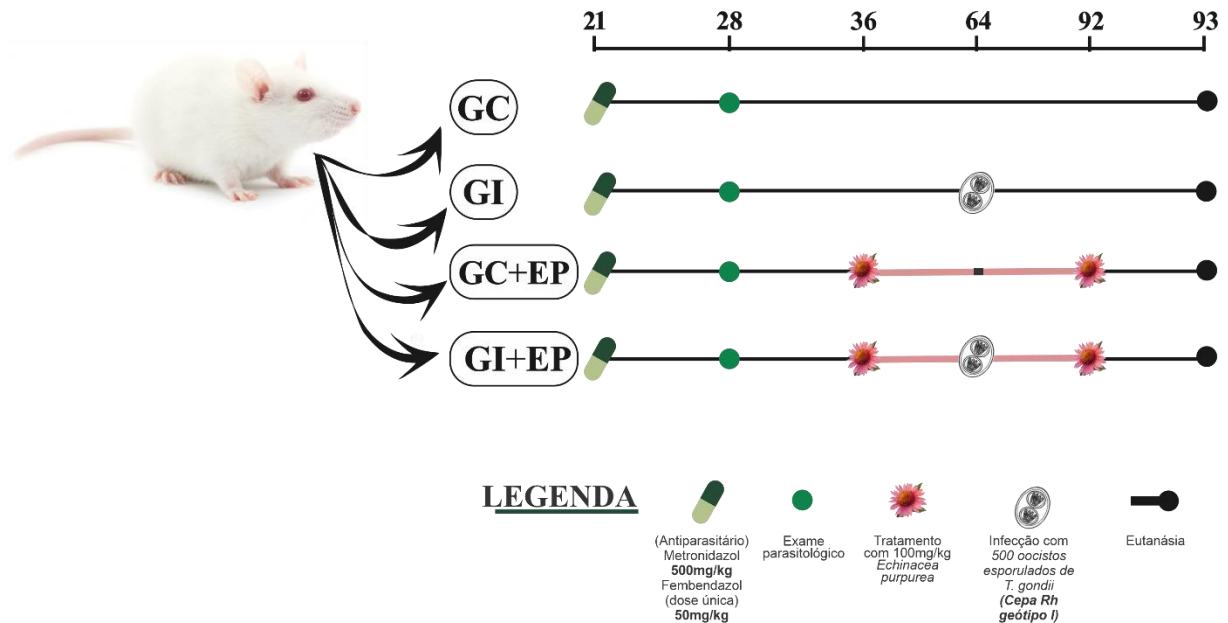 21 28 36 64 92 93
GC
GI
GC+EP
GI+EP
LEGENDA
(Antiparasitário)
Metronidazol
500mg/kg
Fembendazol
(dose única)
50mg/kg
Exame
parasitológico
Tratamento
com 100mg/kg
Echinacea
purpurea
Infecção com
500 oocistos
esporulados de
T. gondii
(Cepa Rh
geótipo I)
Eutanásia